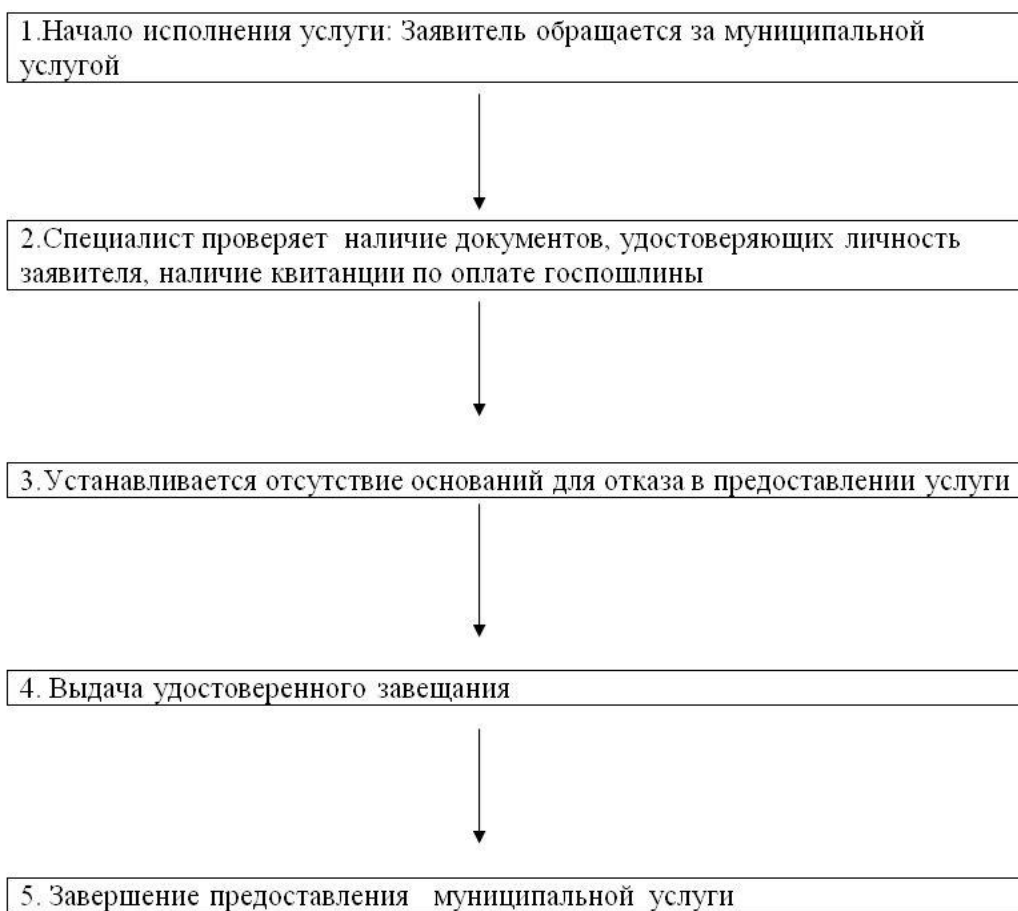 1.Начало исполнения услуги: Заявитель обращается за муниципальной
услугой
2.Специалист проверяет наличие документов, удостоверяющих личность
заявителя, наличие квитанции по оплате госпошлины
3.Устанавливается отсутствие оснований для отказа в предоставлении услуги
4. Выдача удостоверенного завещания
5. Завершение предоставления муниципальной услуги